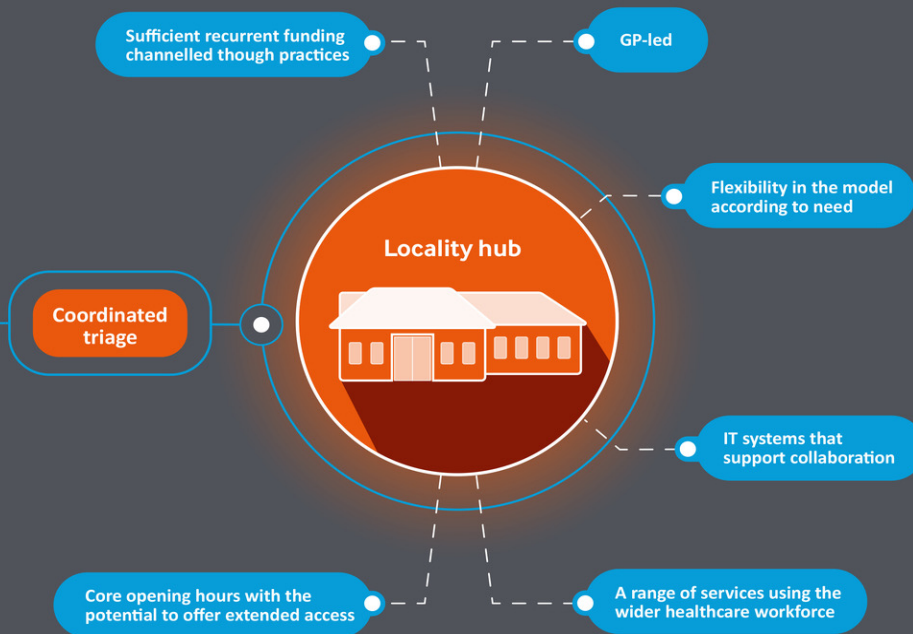 Sufficient recurrent funding
channelled though practices
GP-led
Flexibility in the model
according to need
Locality hub
Coordinated
triage
IT systems that
support collaboration
Core opening hours with the
potential to offer extended access
A range of services using the
wider healthcare workforce